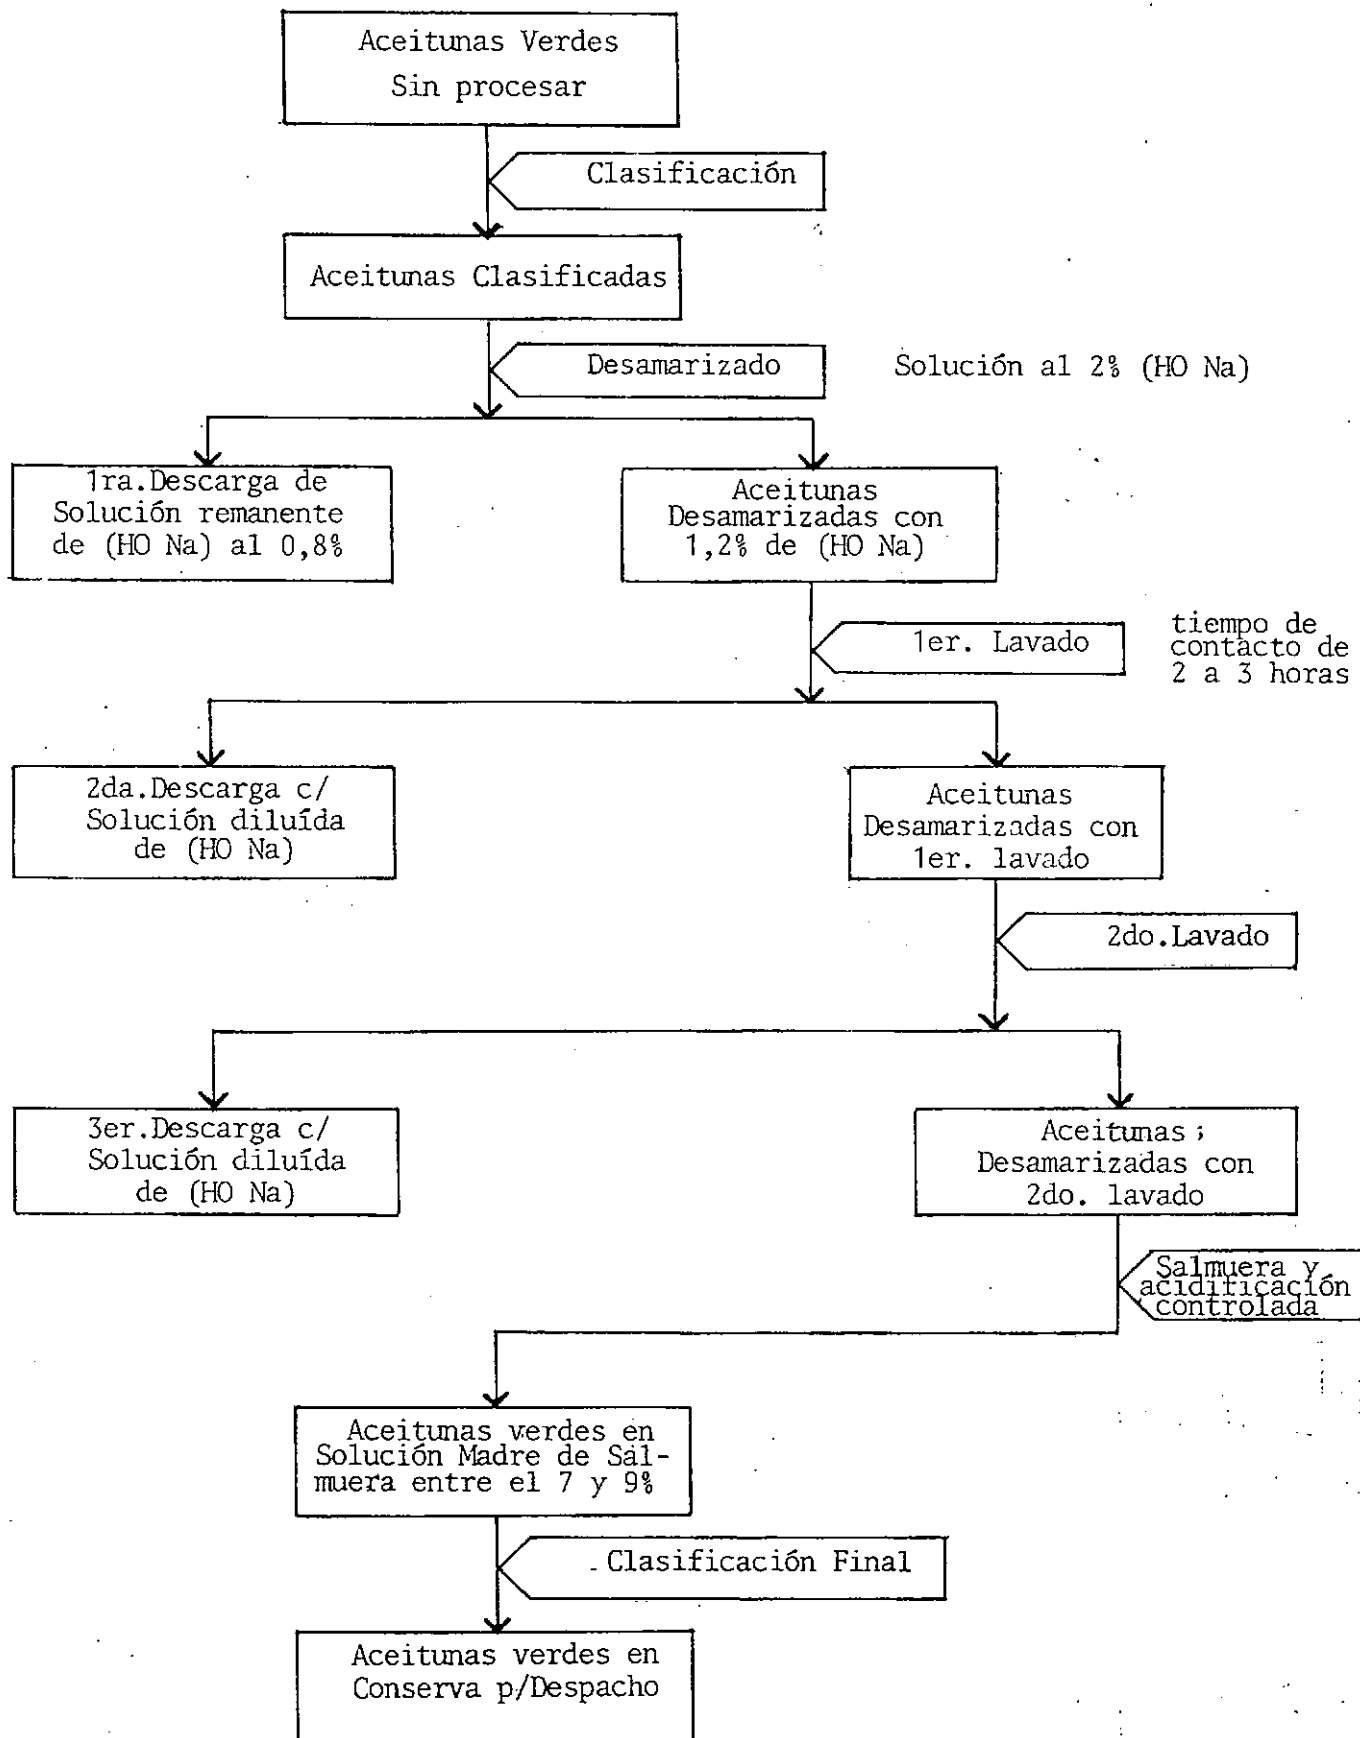 Aceitunas Verdes
Sin procesar
Clasificación
Aceitunas Clasificadas
Desamarizado
Solución al 2% (HO Na)
1ra.Descarga de
Solución remanente
de (HO Na) al 0,8%
Aceitunas
Desamarizadas con
1,2% de (HO Na)
1er. Lavado
tiempo de
contacto de
2 a 3 horas
2da.Descarga c/
Solución diluída
de (HO Na)
Aceitunas
Desamarizadas con
1er. lavado
2do.Lavado
3er.Descarga c/
Solución diluída
de (HO Na)
Aceitunas
Desamarizadas con
2do. lavado
Salmuera y
acidificación
controlada
Aceitunas verdes en
Solución Madre de Sal-
muera entre el 7 y 9%
Clasificación Final
Aceitunas verdes en
Conserva p/Despacho